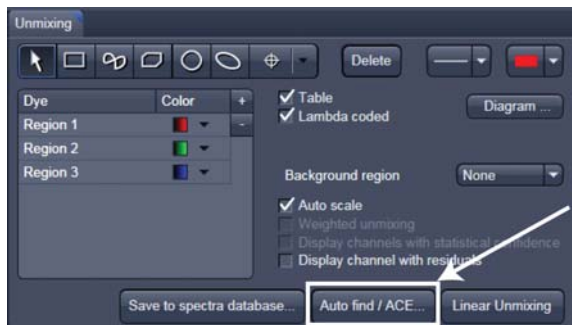 Unmixing
Delete
Dye Color + Table Diagram ...
Region 1 - Lambda coded
Region 2
Region 3 Background region None
Auto scale
Weighted unmixing
Display channels with statistical confidence
Display channel with residuals
Save to spectra database... Auto find / ACE... Linear Unmixing